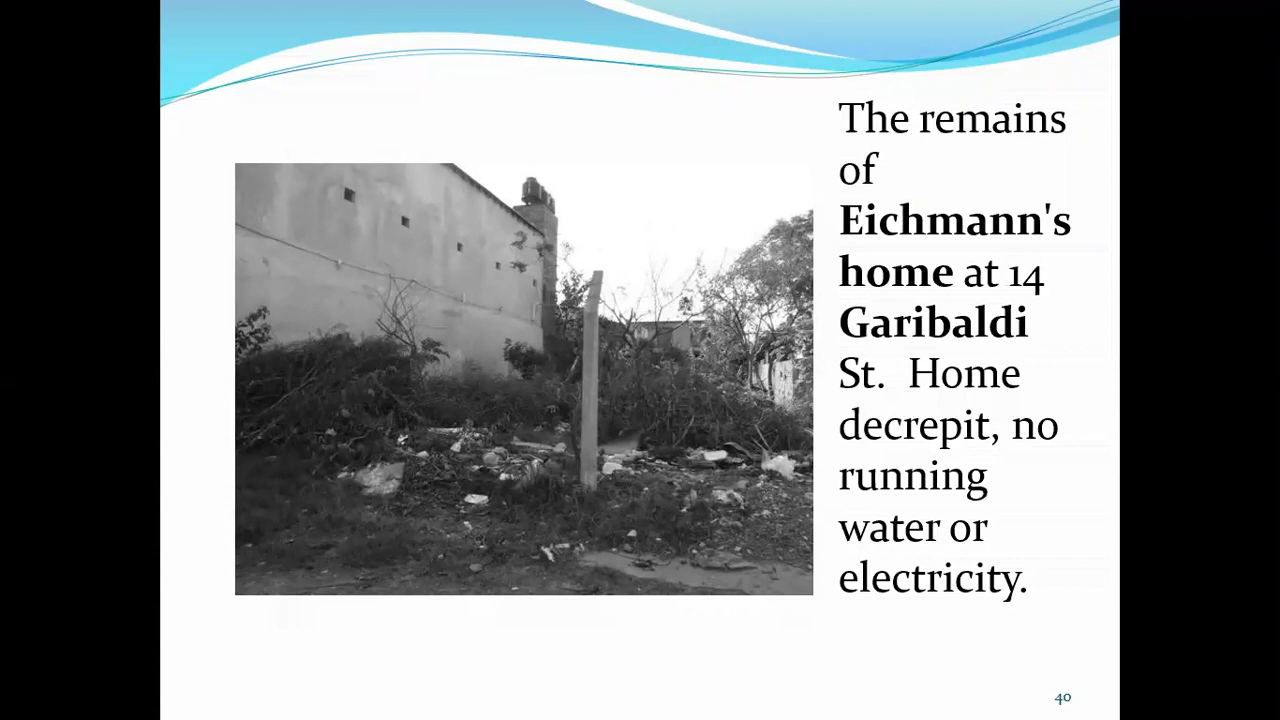 The remains
of
Eichmann's
home at 14
Garibaldi
St.  Home
decrepit, no
running
water or
electricity.
40